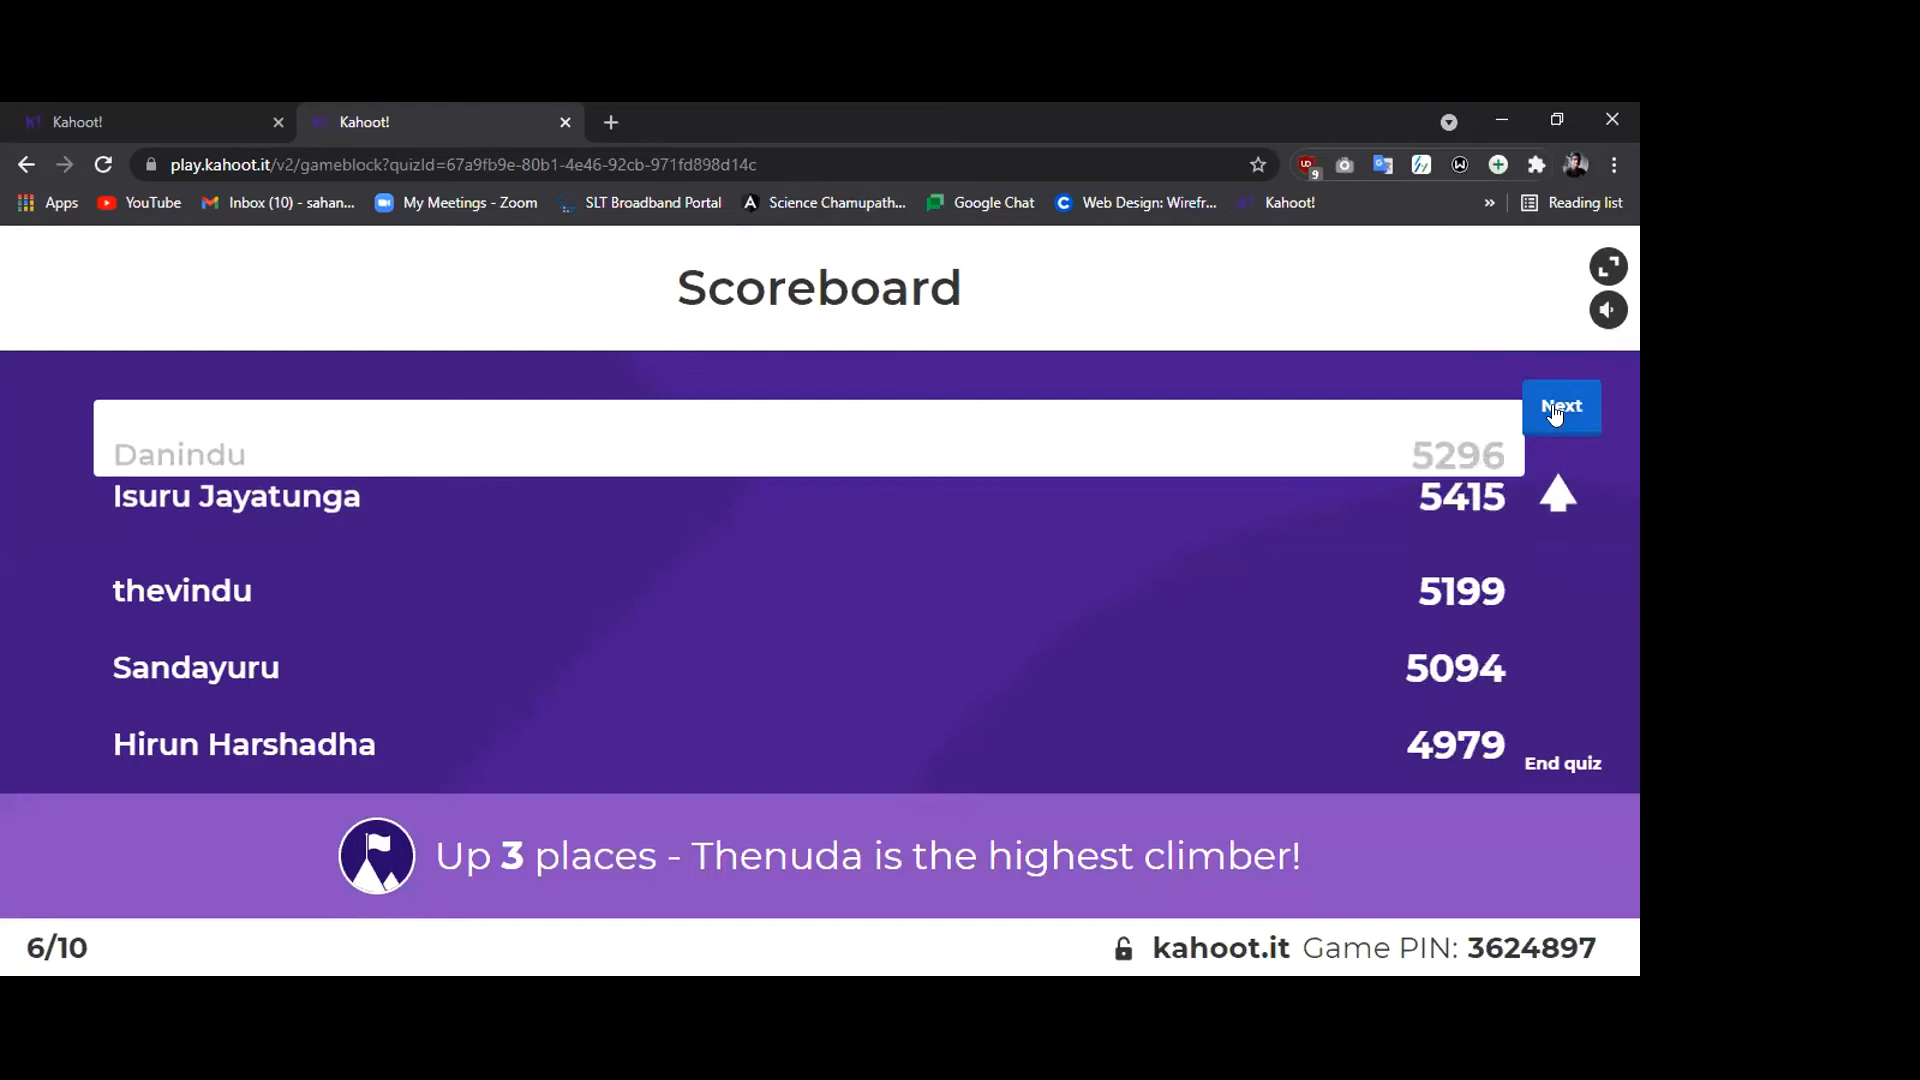 Kahoot!
Kahoot!
play.kahoot.it/v2/gameblock?quizId=67a9fb9e-80b1-4e46-92cb-971fd898d14c
9
Apps YouTube Inbox (10) - sahan... My Meetings - Zoom SLT Broadband Portal Science Chamupath... Google Chat Web Design: Wirefr... Kahoot! » Reading list
Scoreboard
Next
Danindu 5296
Isuru Jayatunga 5415
thevindu 5199
Sandayuru 5094
Hirun Harshadha 4979
End quiz
Up 3 places - Thenuda is the highest climber!
6/10 kahoot.it Game PIN: 3624897